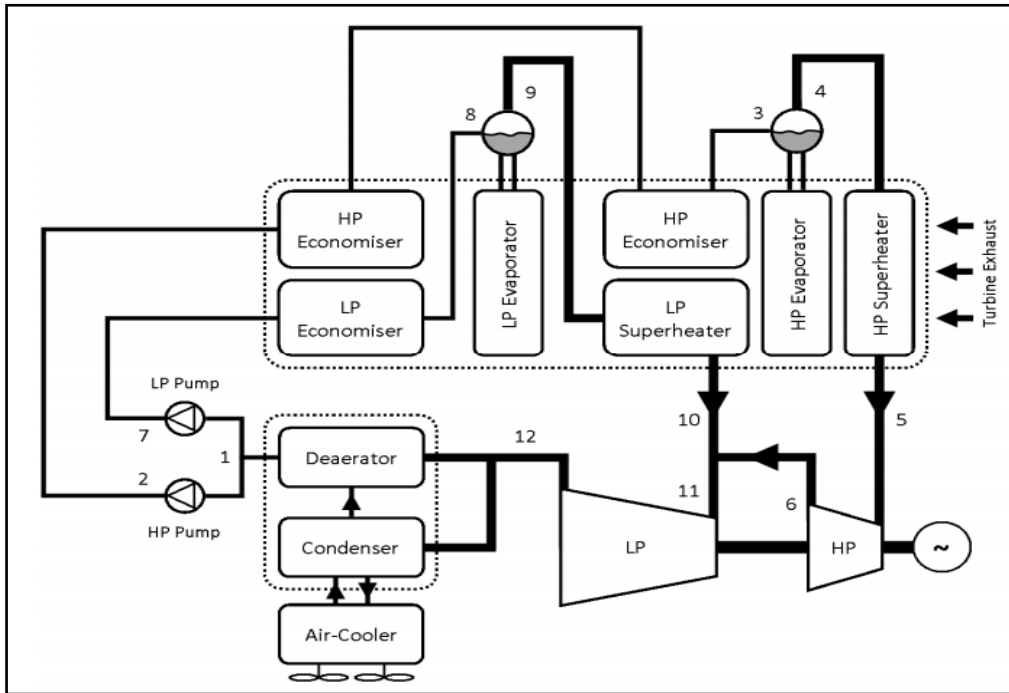 9
4
8
3
HP
Economiser
LP Evaporator
HP
Economiser
HP Evaporator
HP Superheater
Turbine Exhaust
LP
Economiser
LP
Superheater
LP Pump
7
1
2
HP Pump
Deaerator
Condenser
Air-Cooler
12
10
5
11
6
LP
HP
~